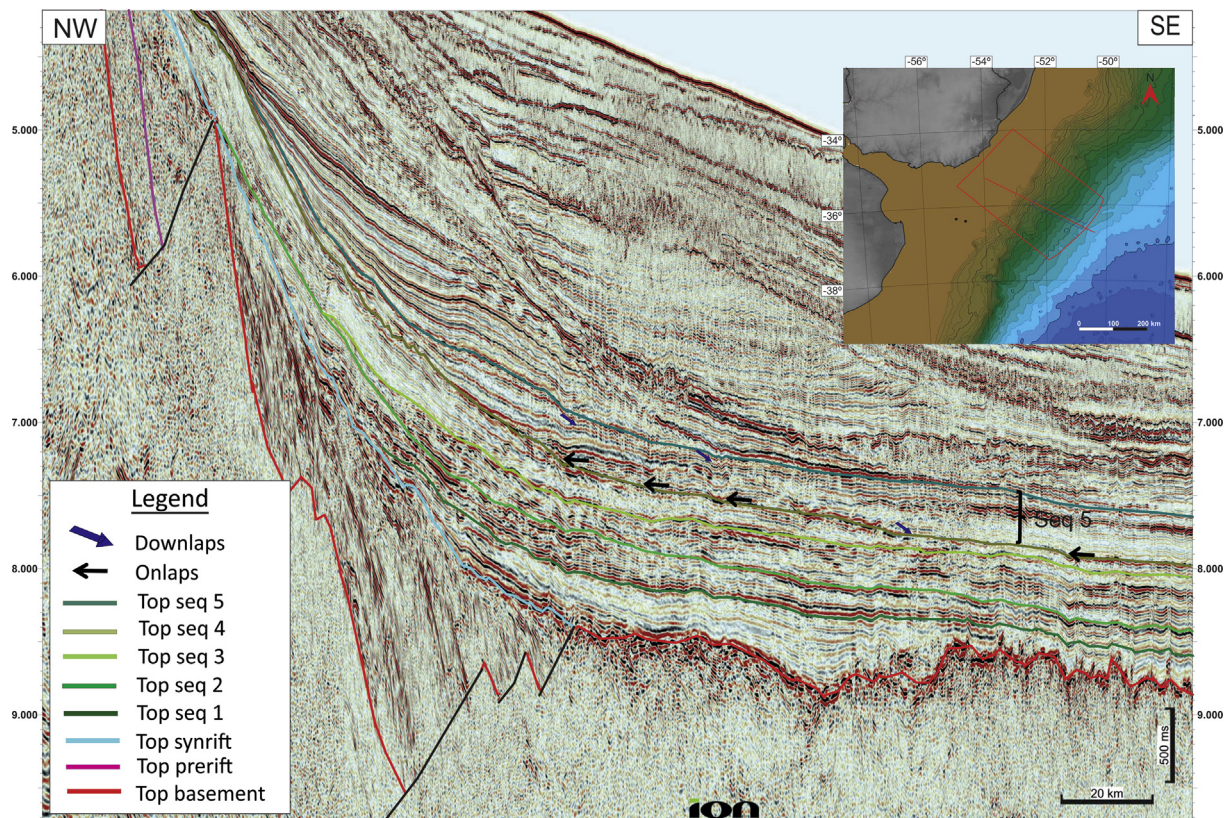 NW
SE
-56° -54° -52° -50°
N
-34°
-36°
-38°
0 100 200 km
5.000 5.000
6.000 6.000
7.000 7.000
8.000 8.000
9.000 9.000
Seq 5
Legend
Downlaps
Onlaps
Top seq 5
Top seq 4
Top seq 3
Top seq 2
Top seq 1
Top synrift
Top prerift
Top basement
500 ms
20 km
ion